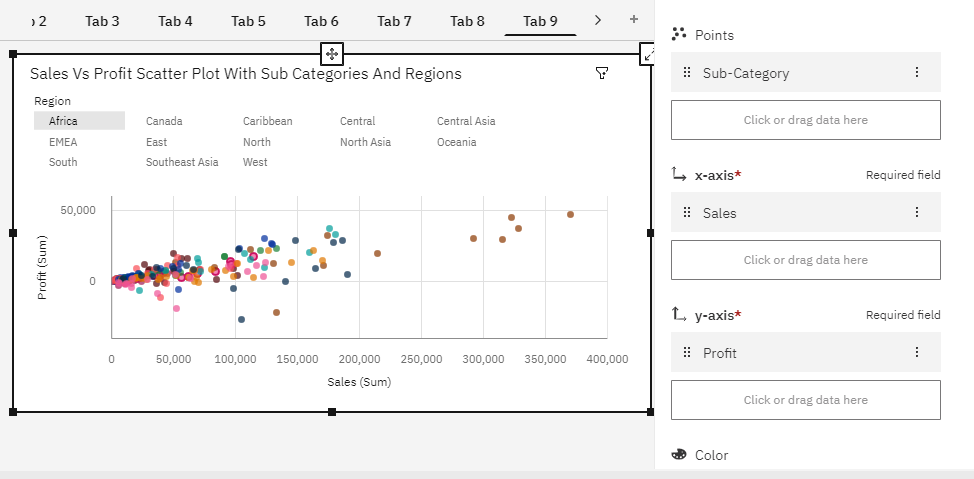 2 Tab 3 Tab 4 Tab 5 Tab 6 Tab 7 Tab 8 Tab 9 > +
Sales Vs Profit Scatter Plot With Sub Categories And Regions
Region
Africa Canada Caribbean Central Central Asia
EMEA East North North Asia Oceania
South Southeast Asia West
50,000
0
Profit (Sum)
0 50,000 100,000 150,000 200,000 250,000 300,000 350,000 400,000
Sales (Sum)
Points
Sub-Category
Click or drag data here
x-axis* Required field
Sales
Click or drag data here
y-axis* Required field
Profit
Click or drag data here
Color